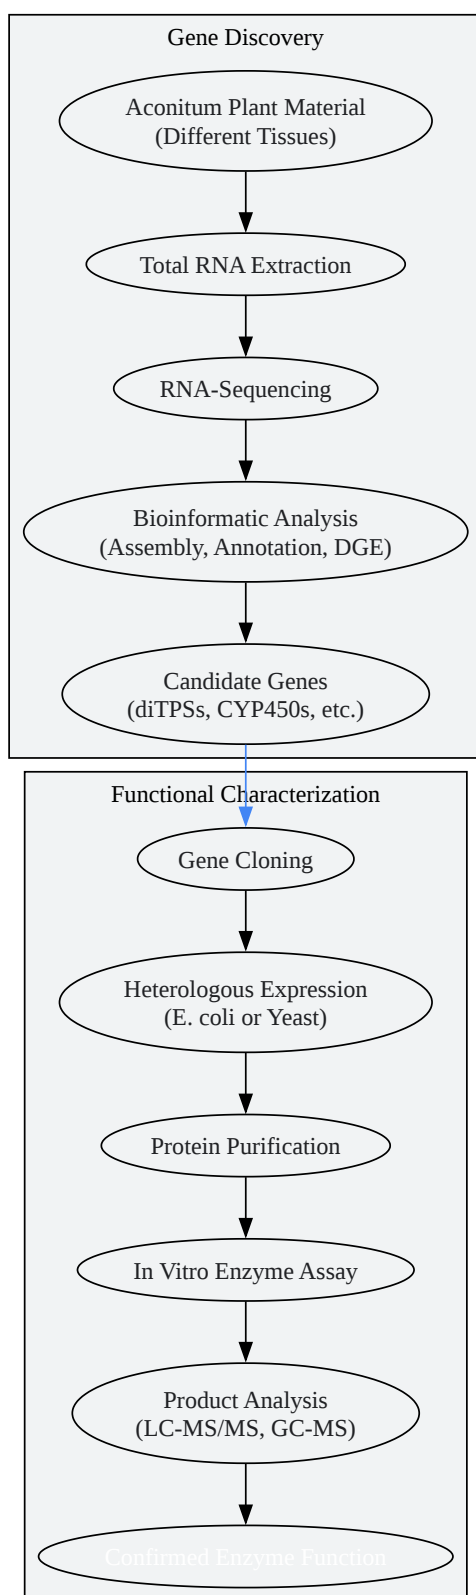 Gene Discovery
Aconitum Plant Material
(Different Tissues)
Total RNA Extraction
RNA-Sequencing
Bioinformatic Analysis
(Assembly, Annotation, DGE)
Candidate Genes
(diTPSs, CYP450s, etc.)
Functional Characterization
Gene Cloning
Heterologous Expression
(E. coli or Yeast)
Protein Purification
In Vitro Enzyme Assay
Product Analysis
(LC-MS/MS, GC-MS)
Confirmed Enzyme Function